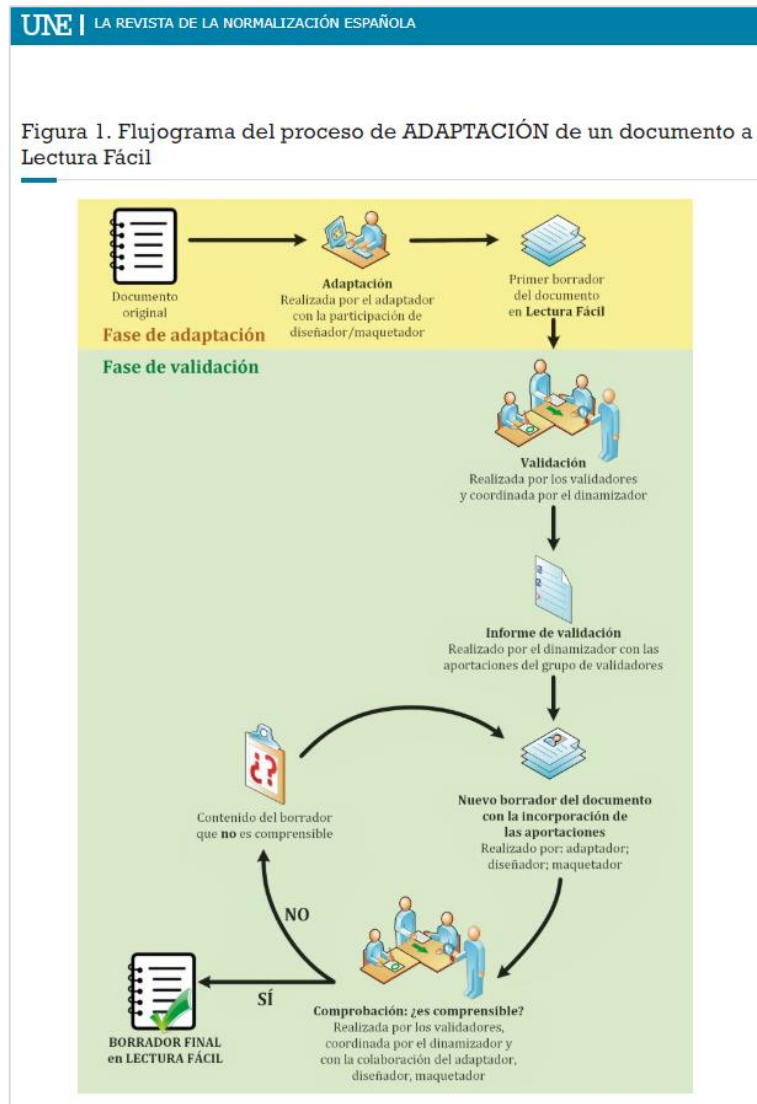 UNE | LA REVISTA DE LA NORMALIZACIÓN ESPAÑOLA
Figura 1. Flujograma del proceso de ADAPTACIÓN de un documento a
Lectura Fácil
Documento
original
Adaptación
Realizada por el adaptador
con la participación de
diseñador/maquetador
Primer borrador
del documento
en Lectura Fácil
Fase de adaptación
Fase de validación
Validación
Realizada por los validadores
y coordinada por el dinamizador
Informe de validación
Realizado por el dinamizador con las
aportaciones del grupo de validadores
Nuevo borrador del documento
con la incorporación de
las aportaciones
Realizado por: adaptador;
diseñador; maquetador
¿?
Contenido del borrador
que no es comprensible
NO
SÍ
Comprobación: ¿es comprensible?
Realizada por los validadores,
coordinada por el dinamizador y
con la colaboración del adaptador,
diseñador, maquetador
BORRADOR FINAL
en LECTURA FÁCIL